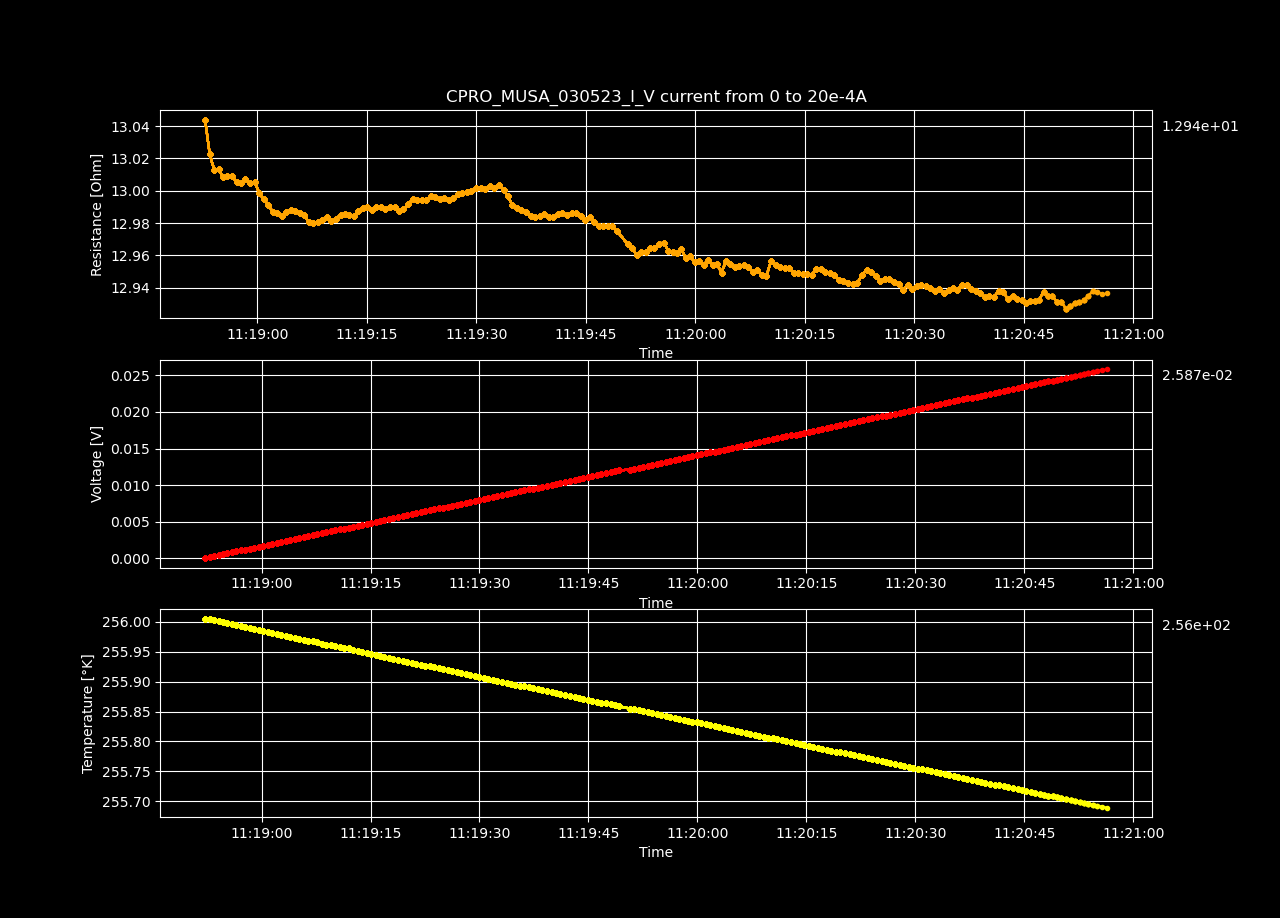 CPRO_MUSA_030523_I_V current from 0 to 20e-4A
13.04
13.02
13.00
12.98
12.96
12.94
Resistance [Ohm]
1.294e+01
11:19:00 11:19:15 11:19:30 11:19:45 11:20:00 11:20:15 11:20:30 11:20:45 11:21:00
Time
0.025
0.020
0.015
0.010
0.005
0.000
Voltage [V]
2.587e-02
11:19:00 11:19:15 11:19:30 11:19:45 11:20:00 11:20:15 11:20:30 11:20:45 11:21:00
Time
256.00
255.95
255.90
255.85
255.80
255.75
255.70
Temperature [°K]
2.56e+02
11:19:00 11:19:15 11:19:30 11:19:45 11:20:00 11:20:15 11:20:30 11:20:45 11:21:00
Time